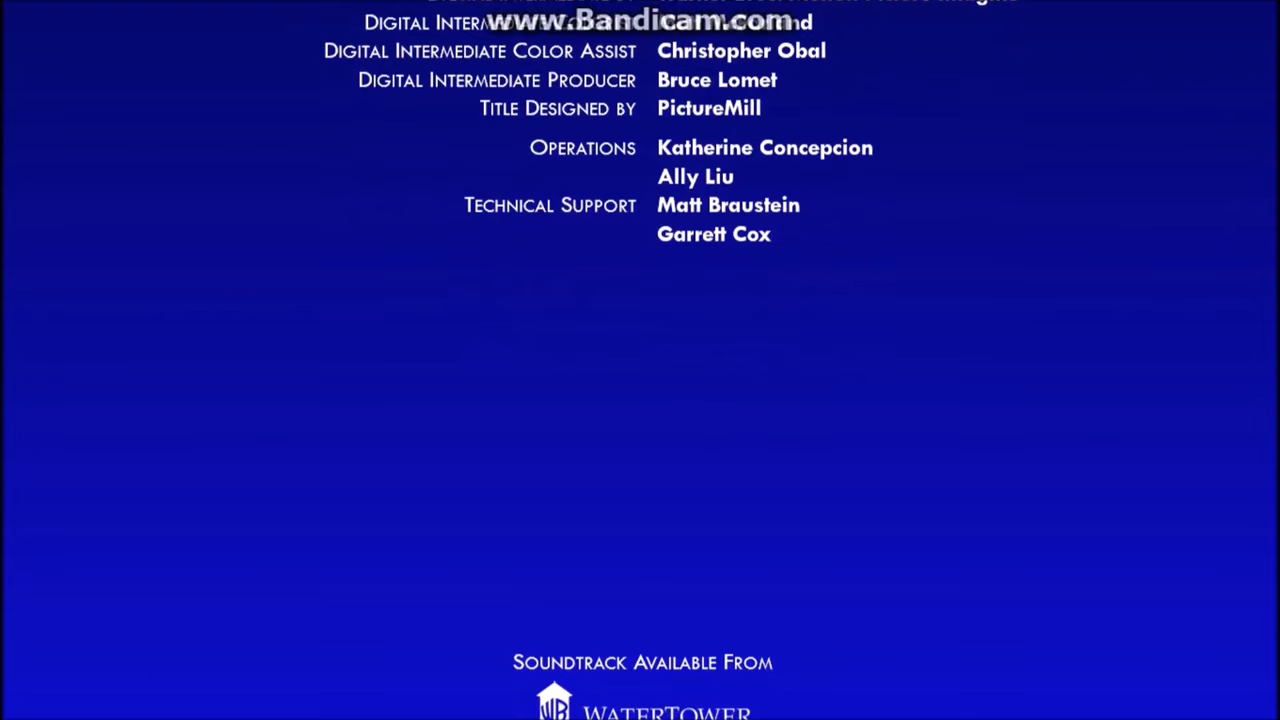 www.Bandicam.com
DIGITAL INTERMEDIATE COLOR ASSIST Christopher Obal
DIGITAL INTERMEDIATE PRODUCER Bruce Lomet
TITLE DESIGNED BY PictureMill
OPERATIONS Katherine Concepcion
Ally Liu
TECHNICAL SUPPORT Matt Braustein
Garrett Cox
SOUNDTRACK AVAILABLE FROM
WB WATERTOWER